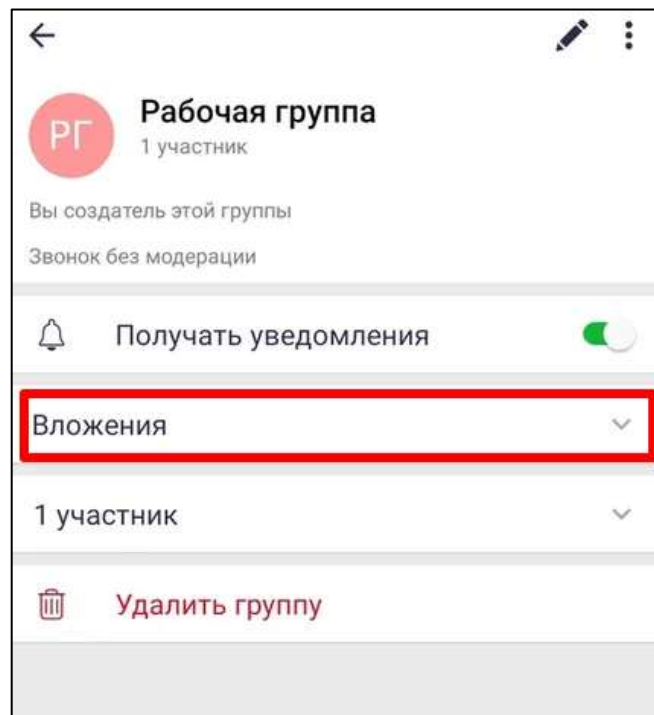 РГ
Рабочая группа
1 участник
Вы создатель этой группы
Звонок без модерации
Получать уведомления
Вложения
1 участник
Удалить группу